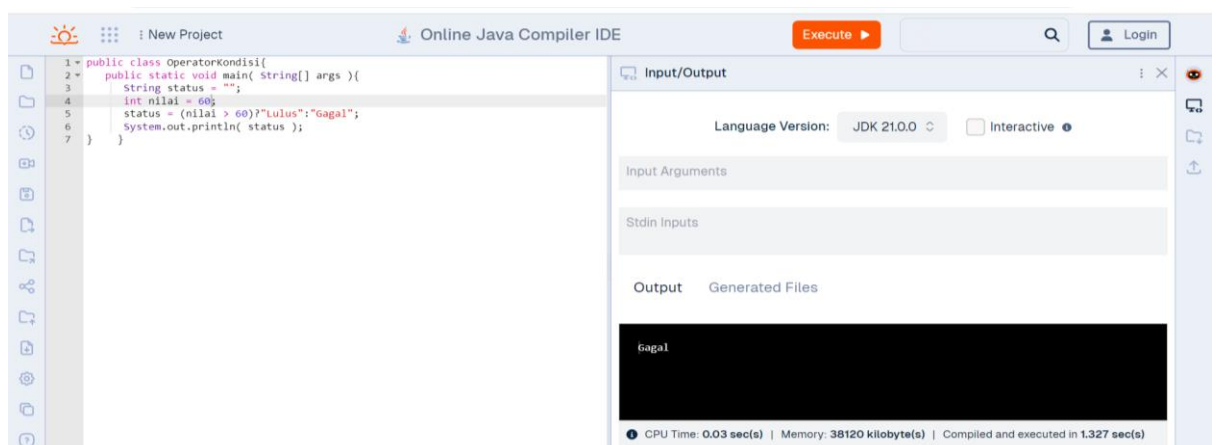 ⋮ New Project
Online Java Compiler IDE
Execute
Login
1 public class OperatorKondisi{
2 public static void main( String[] args ){
3 String status = "";
4 int nilai = 60;
5 status = (nilai > 60)?"Lulus":"Gagal";
6 System.out.println( status );
7 } }
Input/Output
Language Version: JDK 21.0.0 Interactive
Input Arguments
Stdin Inputs
Output Generated Files
Gagal
CPU Time: 0.03 sec(s) | Memory: 38120 kilobyte(s) | Compiled and executed in 1.327 sec(s)